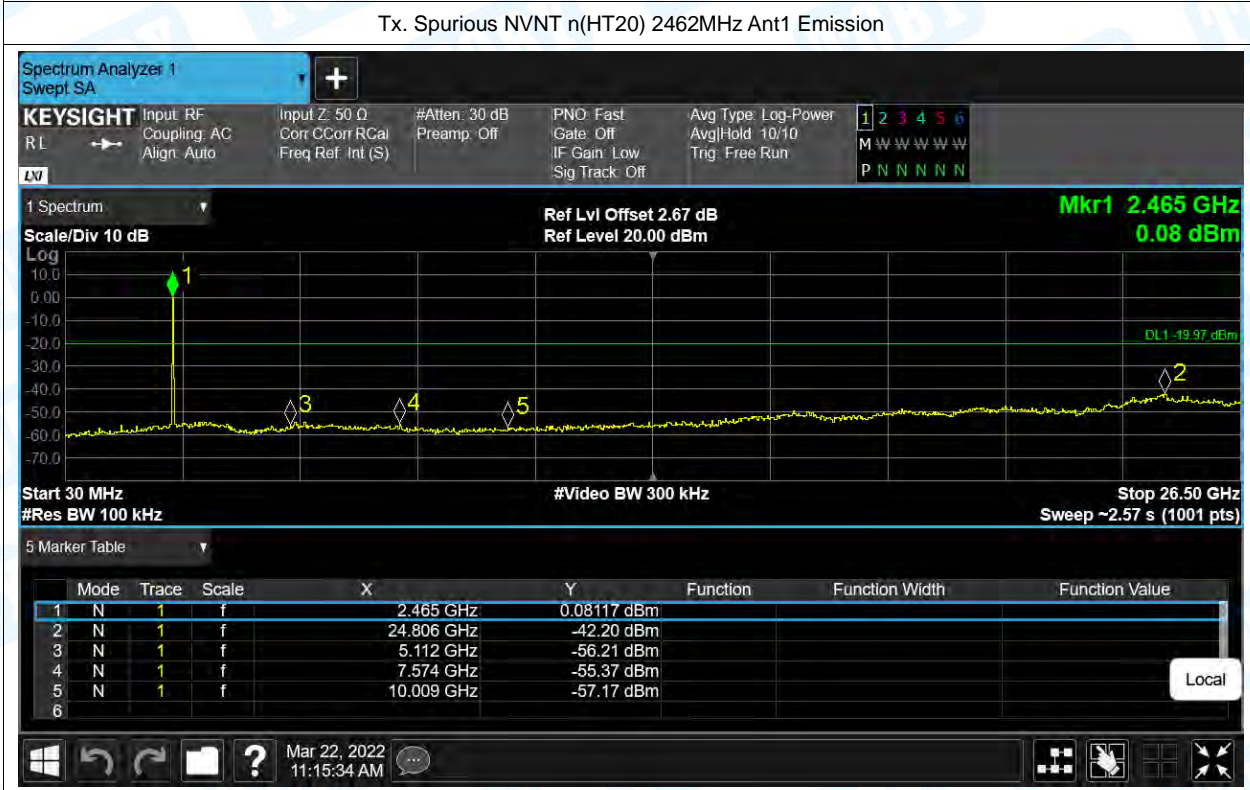 Tx. Spurious NVNT n(HT20) 2462MHz Ant1 Emission
Spectrum Analyzer 1
Swept SA
+
KEYSIGHT
RL
LXI
Input: RF
Coupling: AC
Align: Auto
Input Z: 50 Ω
Corr CCorr RCal
Freq Ref: Int (S)
#Atten: 30 dB
Preamp: Off
PNO: Fast
Gate: Off
IF Gain: Low
Sig Track: Off
Avg Type: Log-Power
Avg|Hold: 10/10
Trig: Free Run
1 2 3 4 5 6
M W W W W W
P N N N N N
1 Spectrum
Scale/Div 10 dB
Ref Lvl Offset 2.67 dB
Ref Level 20.00 dBm
Mkr1 2.465 GHz
0.08 dBm
Log
10.0
0.00
-10.0
-20.0
-30.0
-40.0
-50.0
-60.0
-70.0
1
DL1 -19.97 dBm
2
3
4
5
Start 30 MHz
#Video BW 300 kHz
Stop 26.50 GHz
#Res BW 100 kHz
Sweep ~2.57 s (1001 pts)
5 Marker Table
Mode Trace Scale X Y Function Function Width Function Value
1 N 1 f 2.465 GHz 0.08117 dBm
2 N 1 f 24.806 GHz -42.20 dBm
3 N 1 f 5.112 GHz -56.21 dBm
4 N 1 f 7.574 GHz -55.37 dBm
5 N 1 f 10.009 GHz -57.17 dBm
6
Local
?
Mar 22, 2022
11:15:34 AM